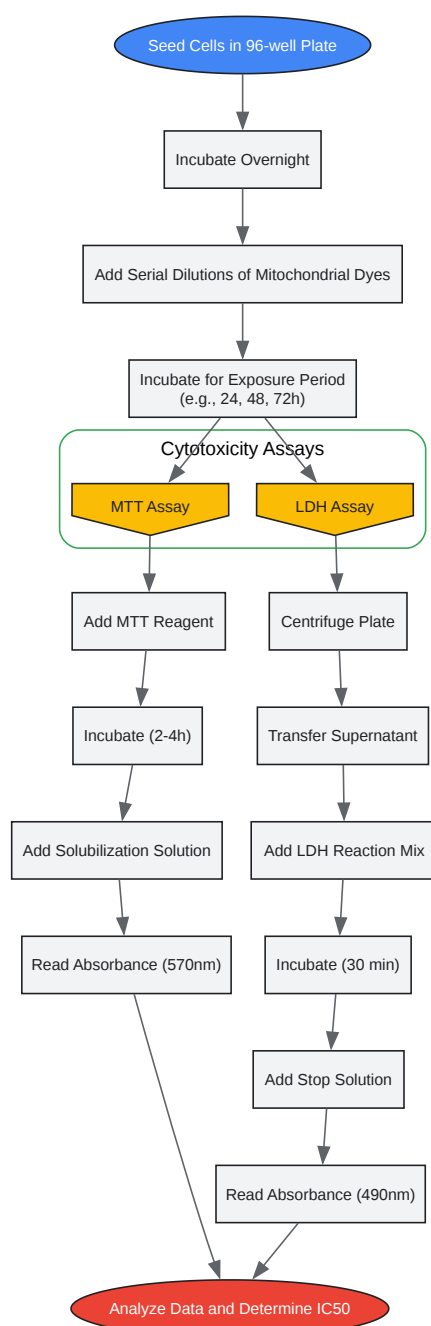 Seed Cells in 96-well Plate
Incubate Overnight
Add Serial Dilutions of Mitochondrial Dyes
Incubate for Exposure Period
(e.g., 24, 48, 72h)
Cytotoxicity Assays
MTT Assay
LDH Assay
Add MTT Reagent
Centrifuge Plate
Incubate (2-4h)
Transfer Supernatant
Add Solubilization Solution
Add LDH Reaction Mix
Read Absorbance (570nm)
Incubate (30 min)
Add Stop Solution
Read Absorbance (490nm)
Analyze Data and Determine IC50